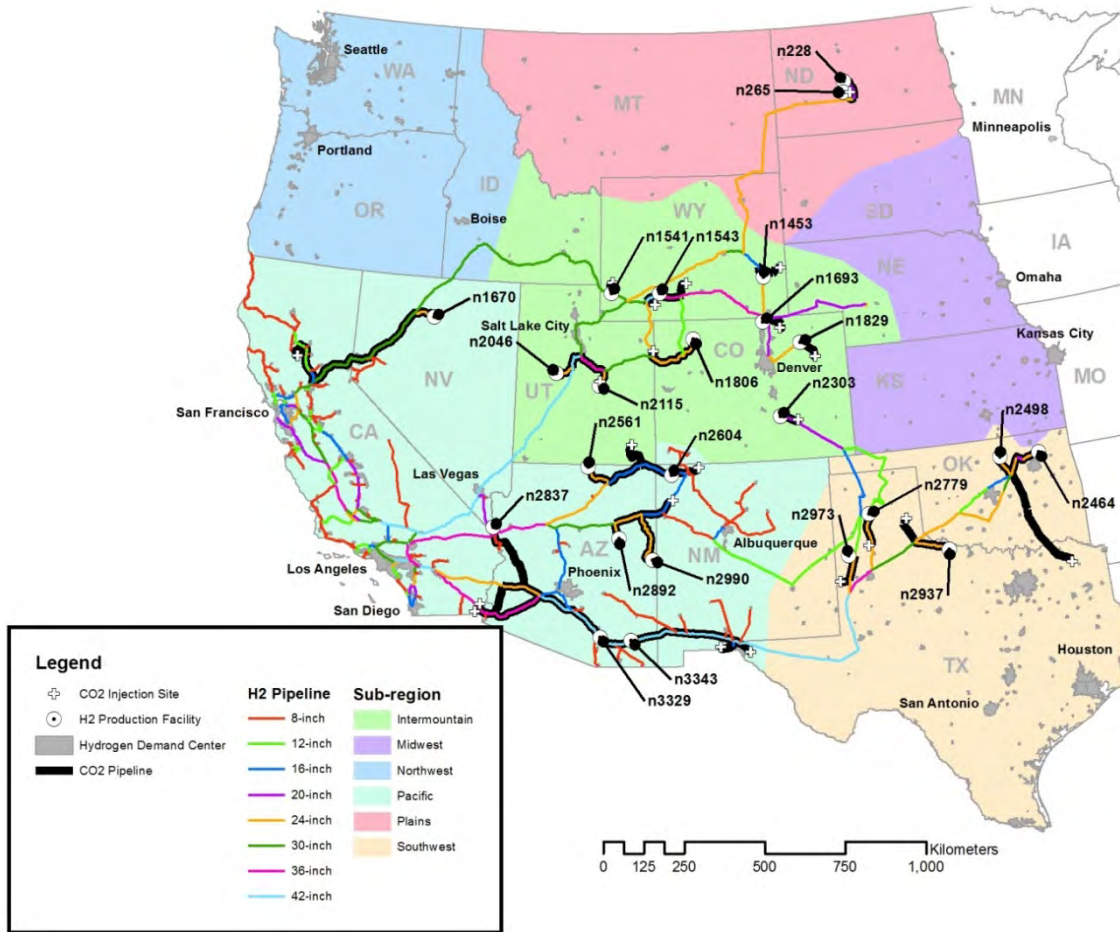 Seattle
WA
n228
ND
n265
MT
MN
Minneapolis
Portland
ID
OR
Boise
WY
SD
n1541
n1543
n1453
IA
NE
Omaha
n1670
n1693
Salt Lake City
n1829
Kansas City
n2046
CO
NV
Denver
MO
n1806
n2303
KS
UT
n2115
n2498
San Francisco
n2561
CA
n2604
OK
Las Vegas
n2779
n2464
n2837
n2973
AZ
NM
Albuquerque
Los Angeles
Phoenix
n2990
n2937
n2892
San Diego
TX
Houston
n3343
n3329
San Antonio
Legend
CO2 Injection Site
H2 Production Facility
Hydrogen Demand Center
CO2 Pipeline
H2 Pipeline
8-inch
12-inch
16-inch
20-inch
24-inch
30-inch
36-inch
42-inch
Sub-region
Intermountain
Midwest
Northwest
Pacific
Plains
Southwest
Kilometers
0 125 250 500 750 1,000